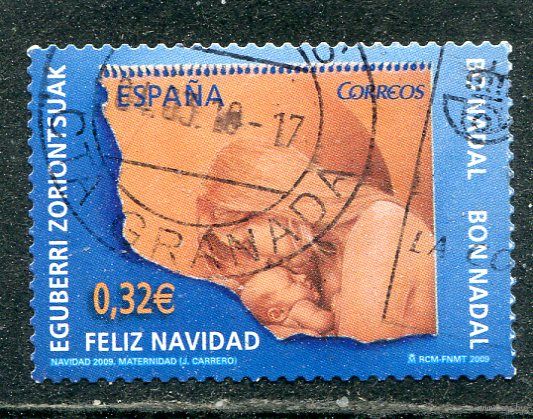 ESPAÑA
CORREOS
EGUBERRI ZORIONTSUAK
BO NADAL
BON NADAL
0,32€
FELIZ NAVIDAD
NAVIDAD 2009. MATERNIDAD (J. CARRERO)
RCM-FNMT 2009
17
GRANADA
LA